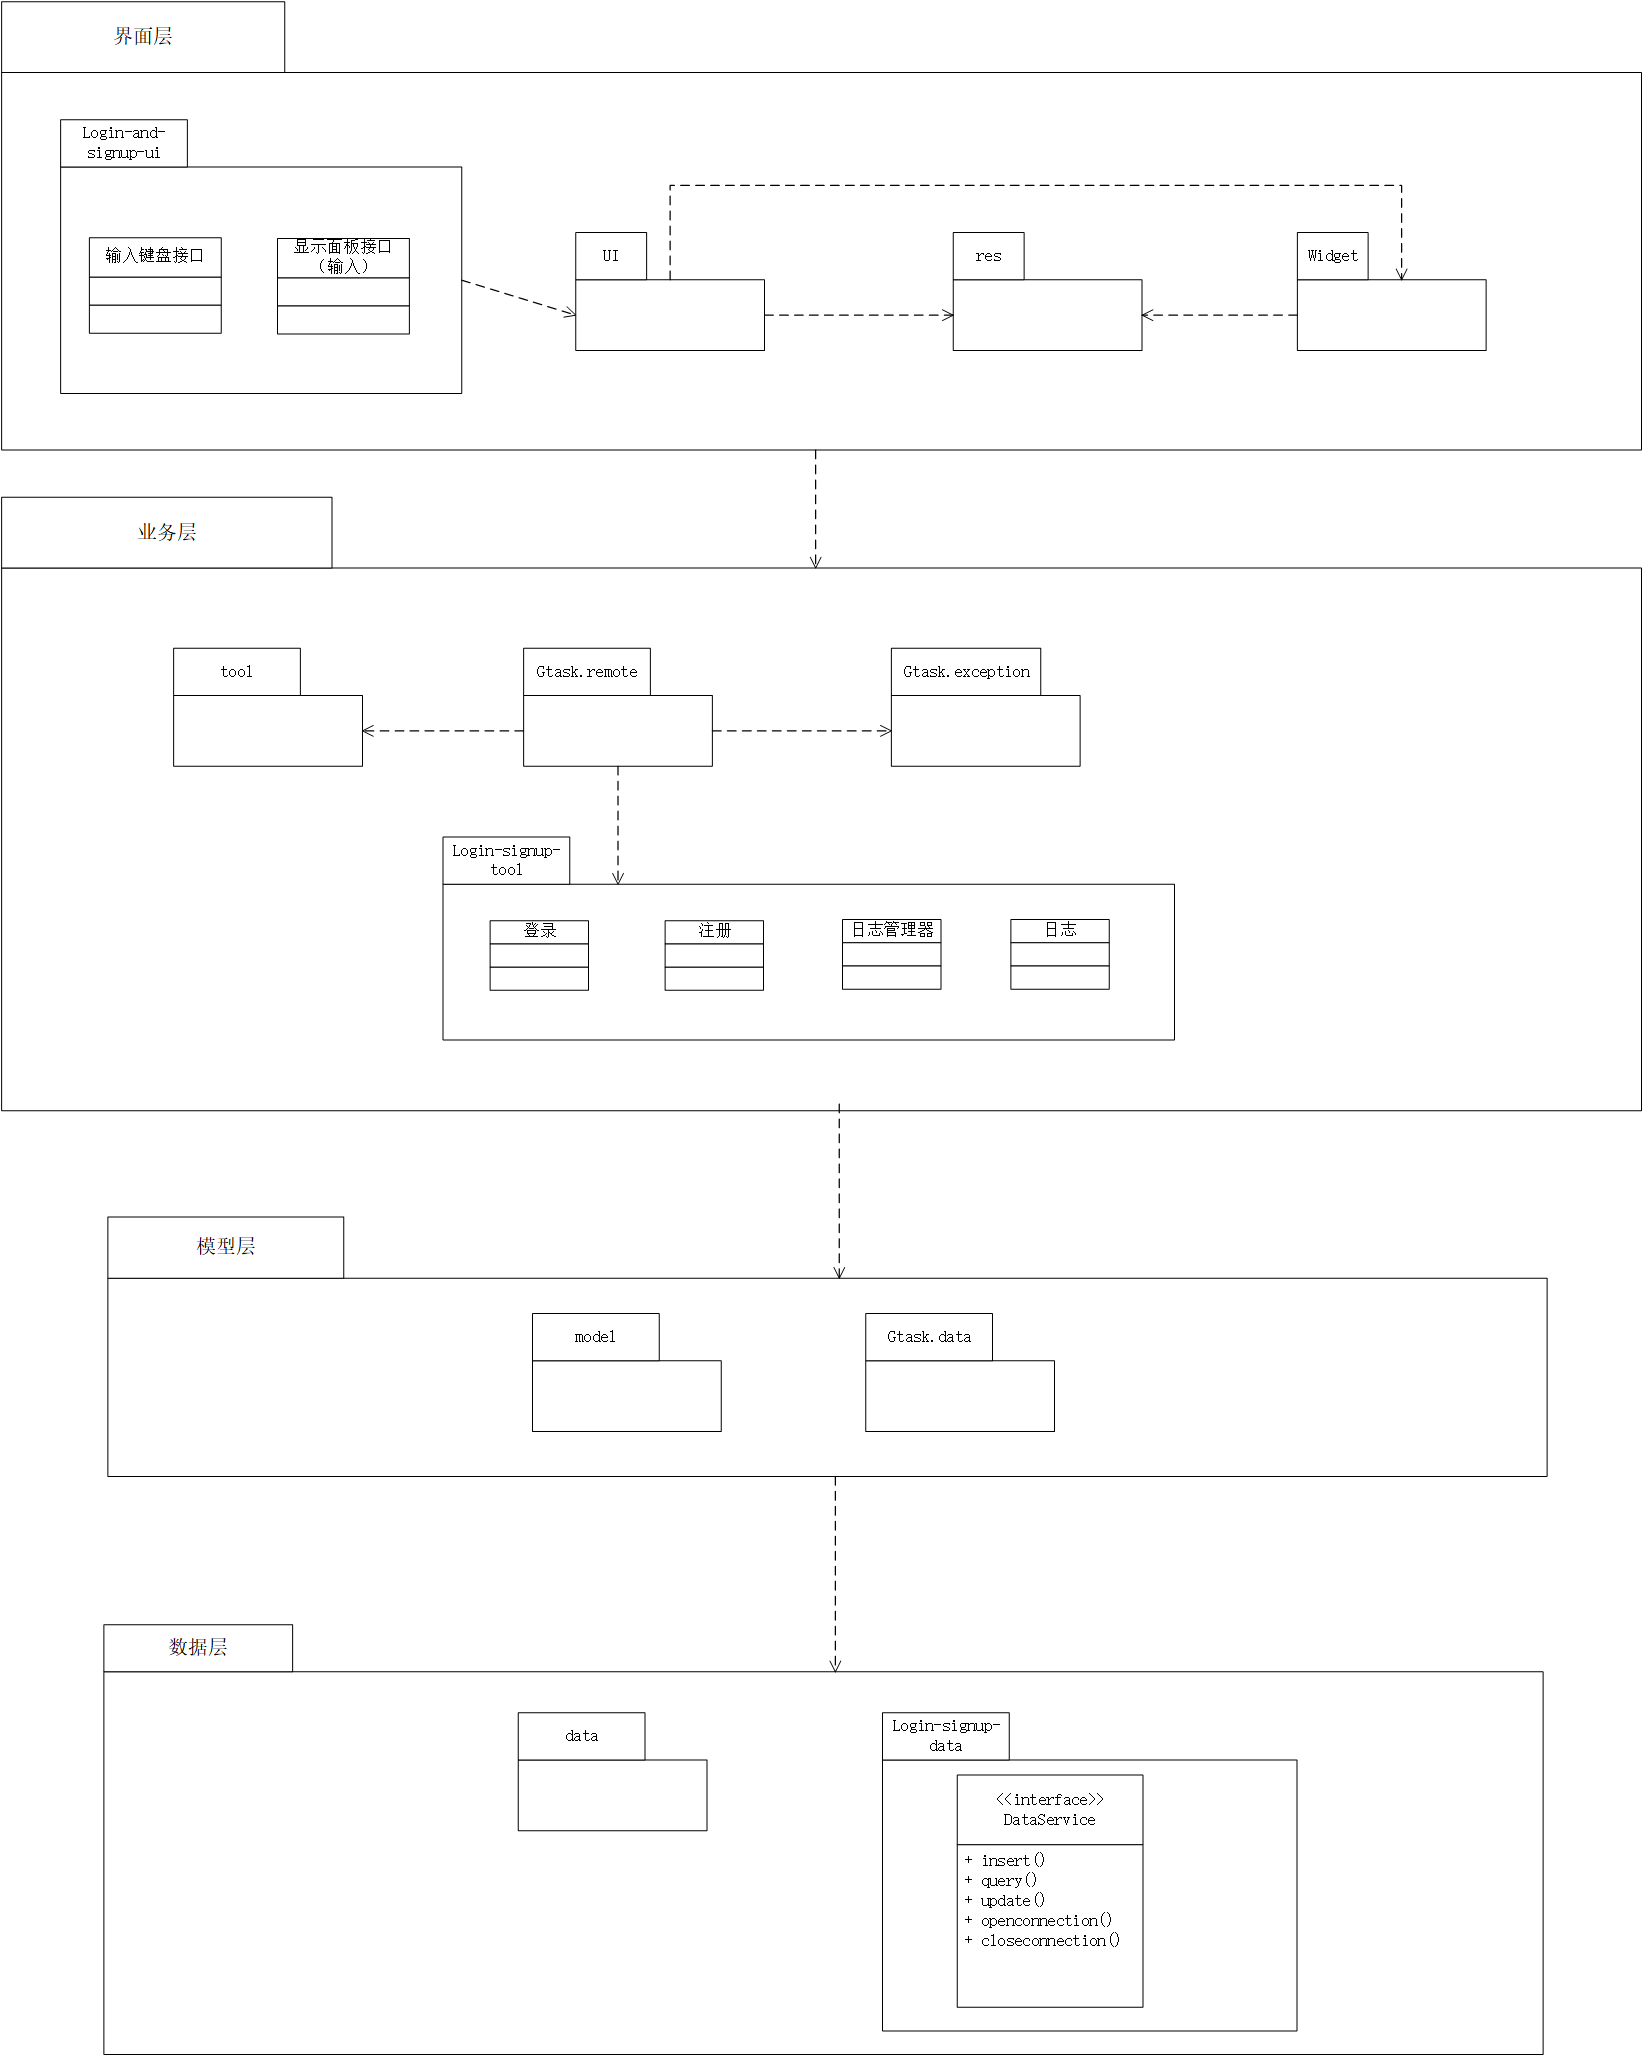 界面层
Login-and-
signup-ui
输入键盘接口
显示面板接口
（输入）
UI
res
Widget
业务层
tool
Gtask.remote
Gtask.exception
Login-signup-
tool
登录
注册
日志管理器
日志
模型层
model
Gtask.data
数据层
data
Login-signup-
data
<<interface>>
DataService
+ insert()
+ query()
+ update()
+ openconnection()
+ closeconnection()